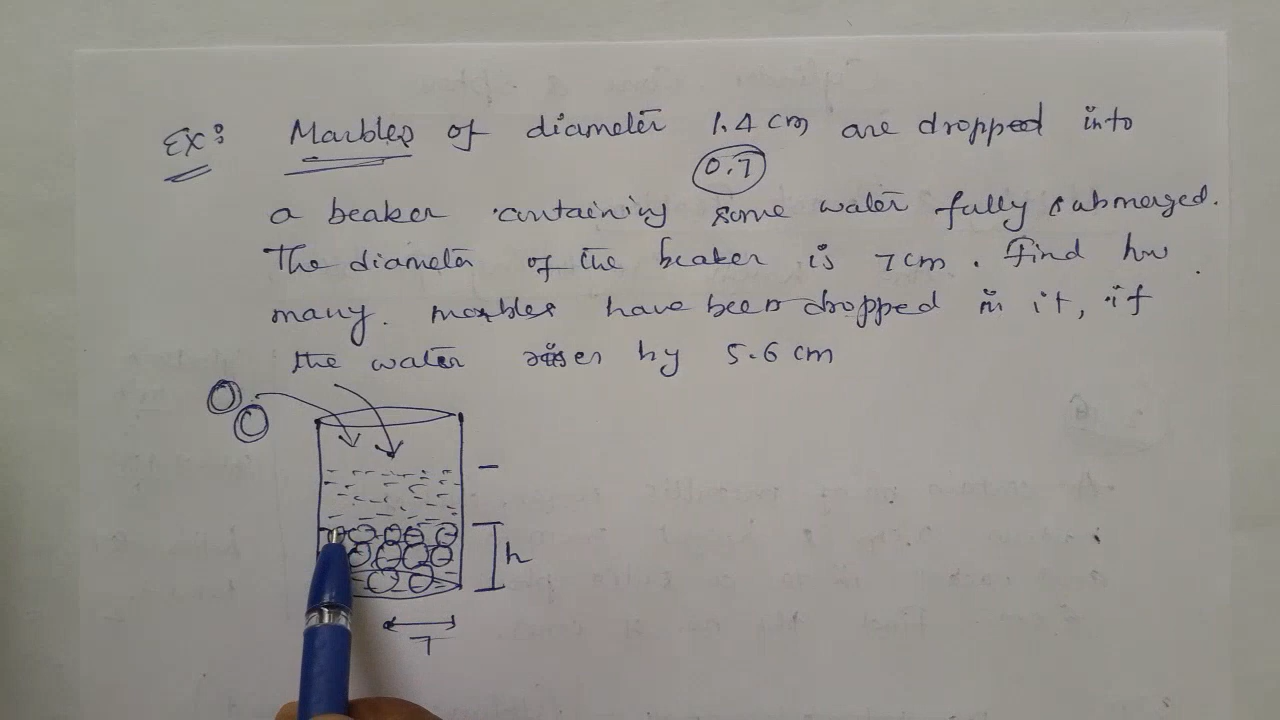 Ex: Marbles of diameter 1.4 cm are dropped into
0.7
a beaker containing some water fully submerged.
The diameter of the beaker is 7 cm. Find how
many marbles have been dropped in it, if
the water rises by 5.6 cm
h
7